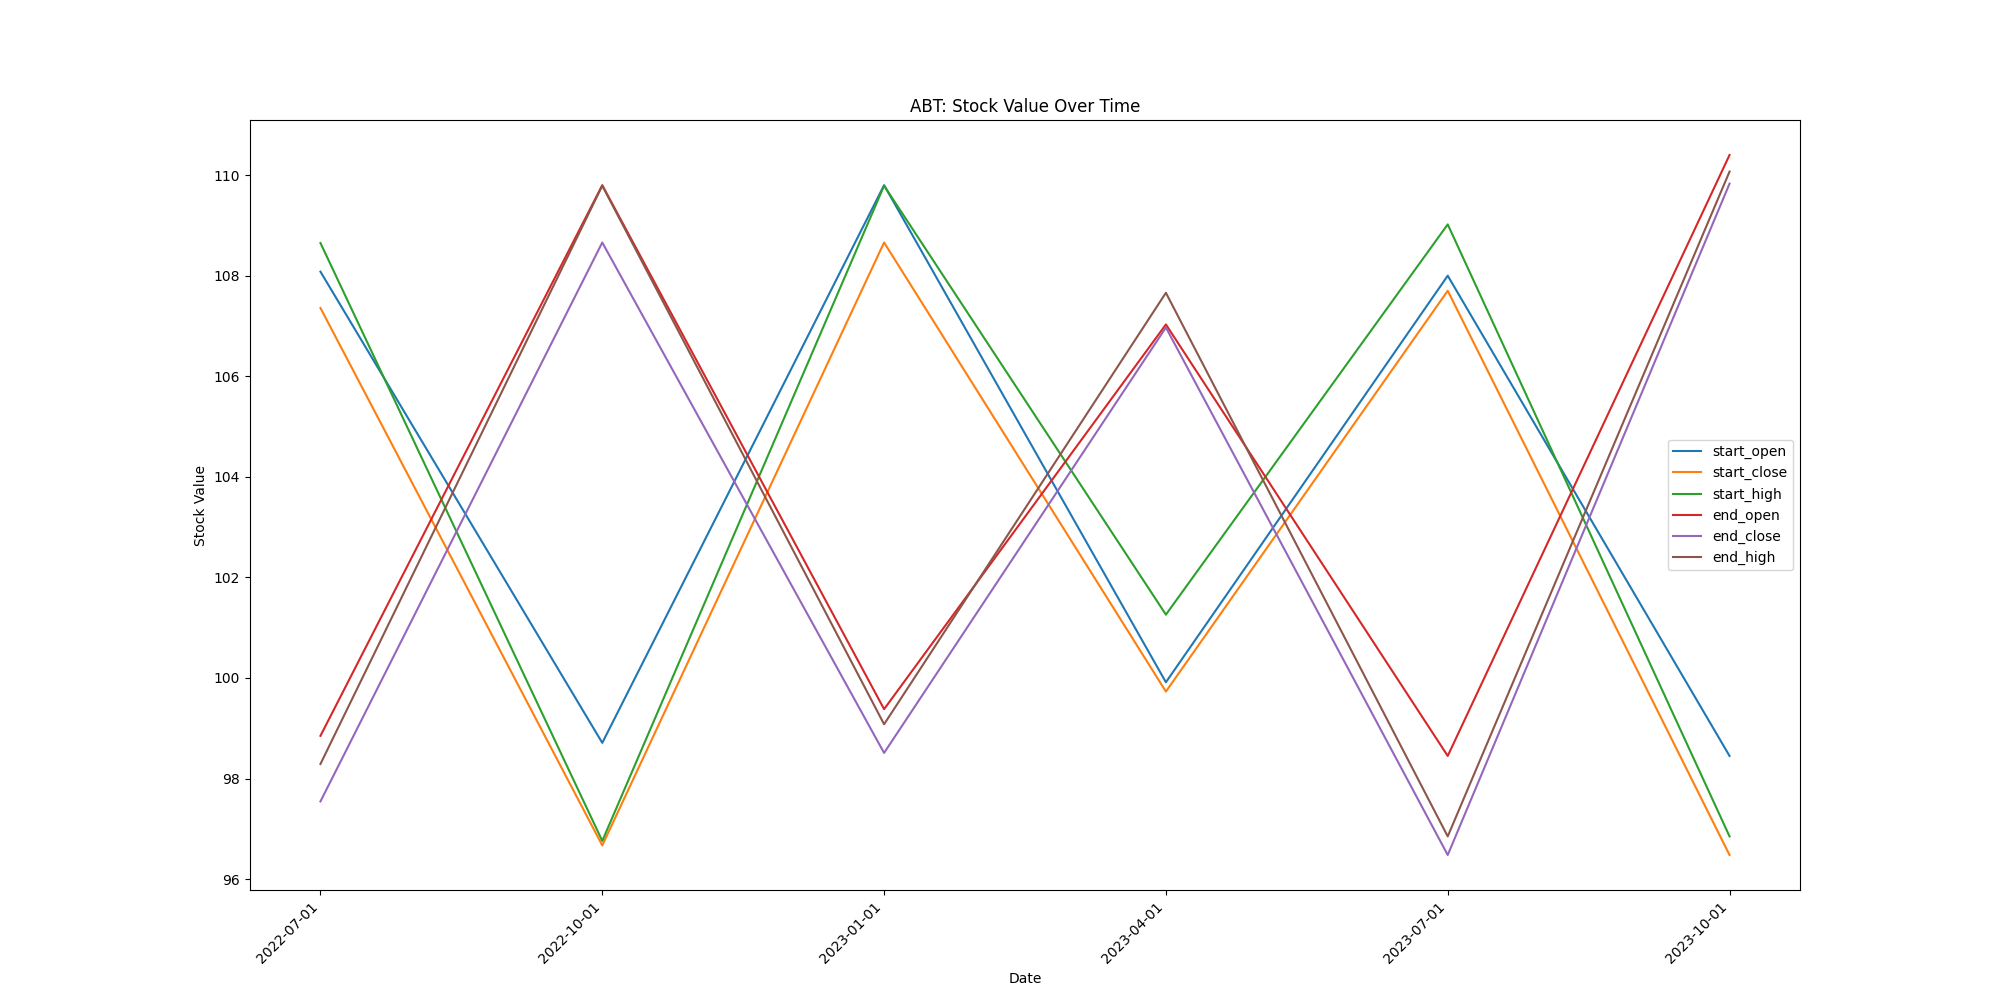 ABT: Stock Value Over Time
Stock Value
110
108
106
104
102
100
98
96
start_open
start_close
start_high
end_open
end_close
end_high
2022-07-01
2022-10-01
2023-01-01
2023-04-01
2023-07-01
2023-10-01
Date